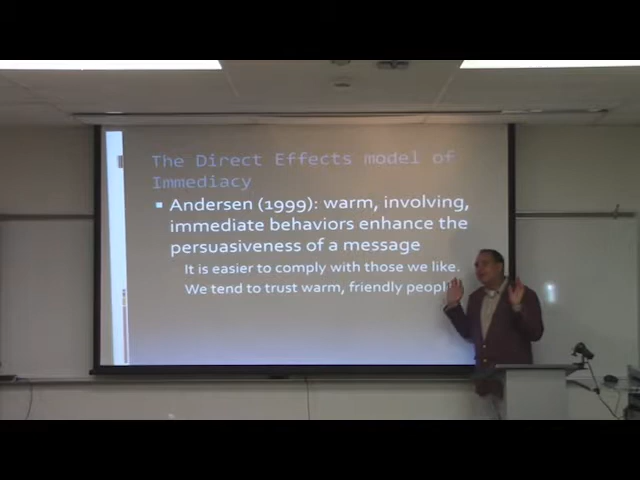 The Direct Effects model of
Immediacy
Andersen (1999): warm, involving,
immediate behaviors enhance the
persuasiveness of a message
It is easier to comply with those we like.
We tend to trust warm, friendly people